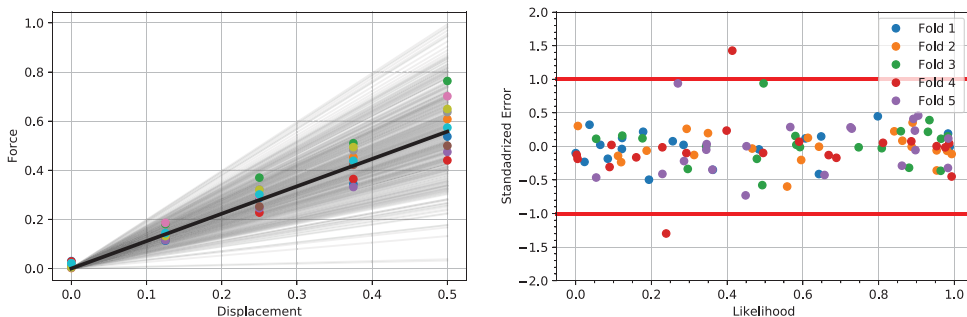 1.0
0.8
0.6
0.4
0.2
0.0
Force
0.0 0.1 0.2 0.3 0.4 0.5
Displacement
2.0
1.5
1.0
0.5
0.0
−0.5
−1.0
−1.5
−2.0
Standadrized Error
Fold 1
Fold 2
Fold 3
Fold 4
Fold 5
0.0 0.2 0.4 0.6 0.8 1.0
Likelihood